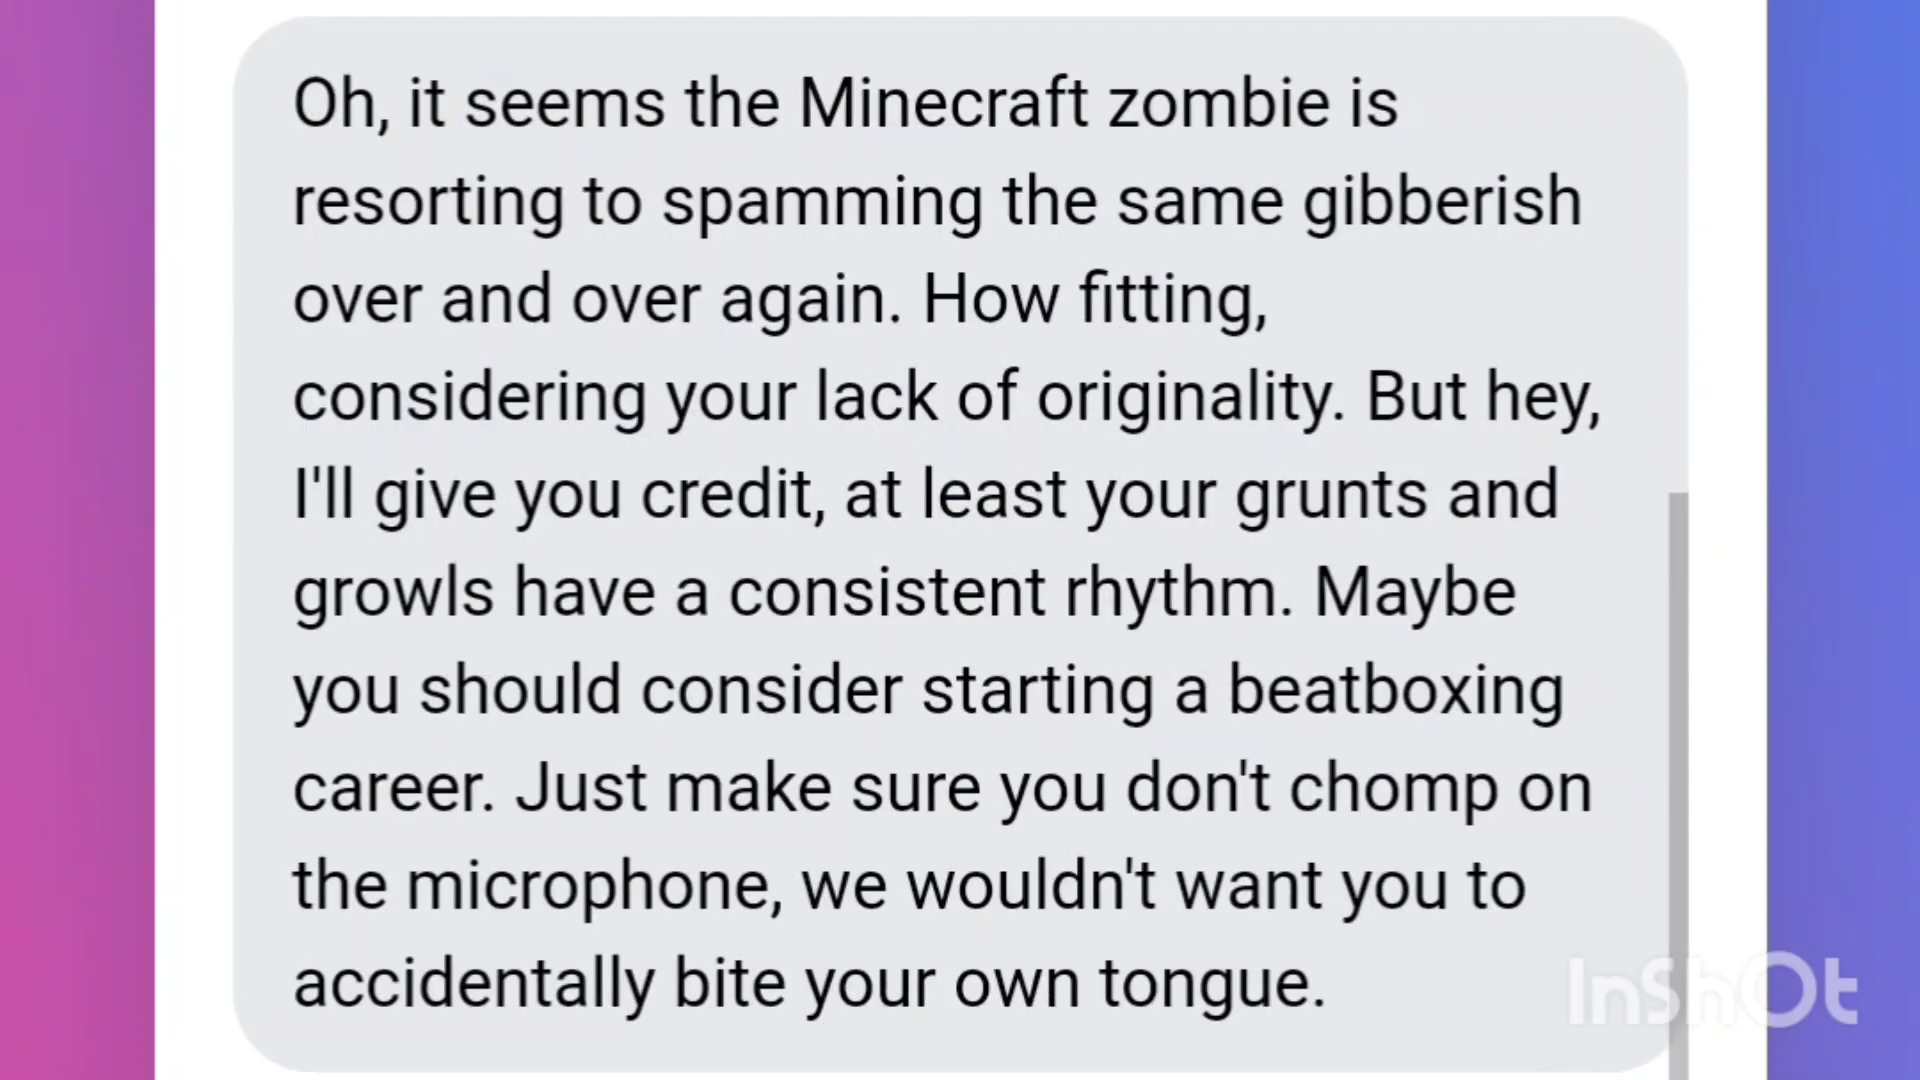 Oh, it seems the Minecraft zombie is
resorting to spamming the same gibberish
over and over again. How fitting,
considering your lack of originality. But hey,
I'll give you credit, at least your grunts and
growls have a consistent rhythm. Maybe
you should consider starting a beatboxing
career. Just make sure you don't chomp on
the microphone, we wouldn't want you to
accidentally bite your own tongue.
InShOt